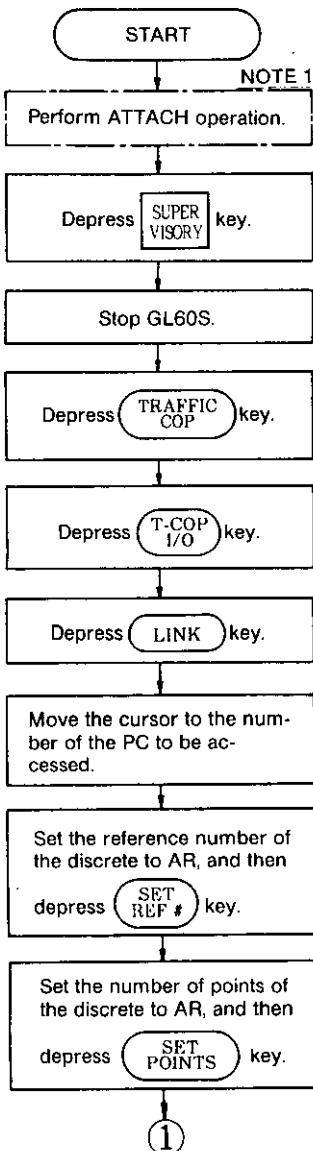 START
NOTE 1
Perform ATTACH operation.
Depress SUPER VISORY key.
Stop GL60S.
Depress TRAFFIC COP key.
Depress T-COP I/O key.
Depress LINK key.
Move the cursor to the num-
ber of the PC to be ac-
cessed.
Set the reference number of
the discrete to AR, and then
depress SET REF # key.
Set the number of points of
the discrete to AR, and then
depress SET POINTS key.
1